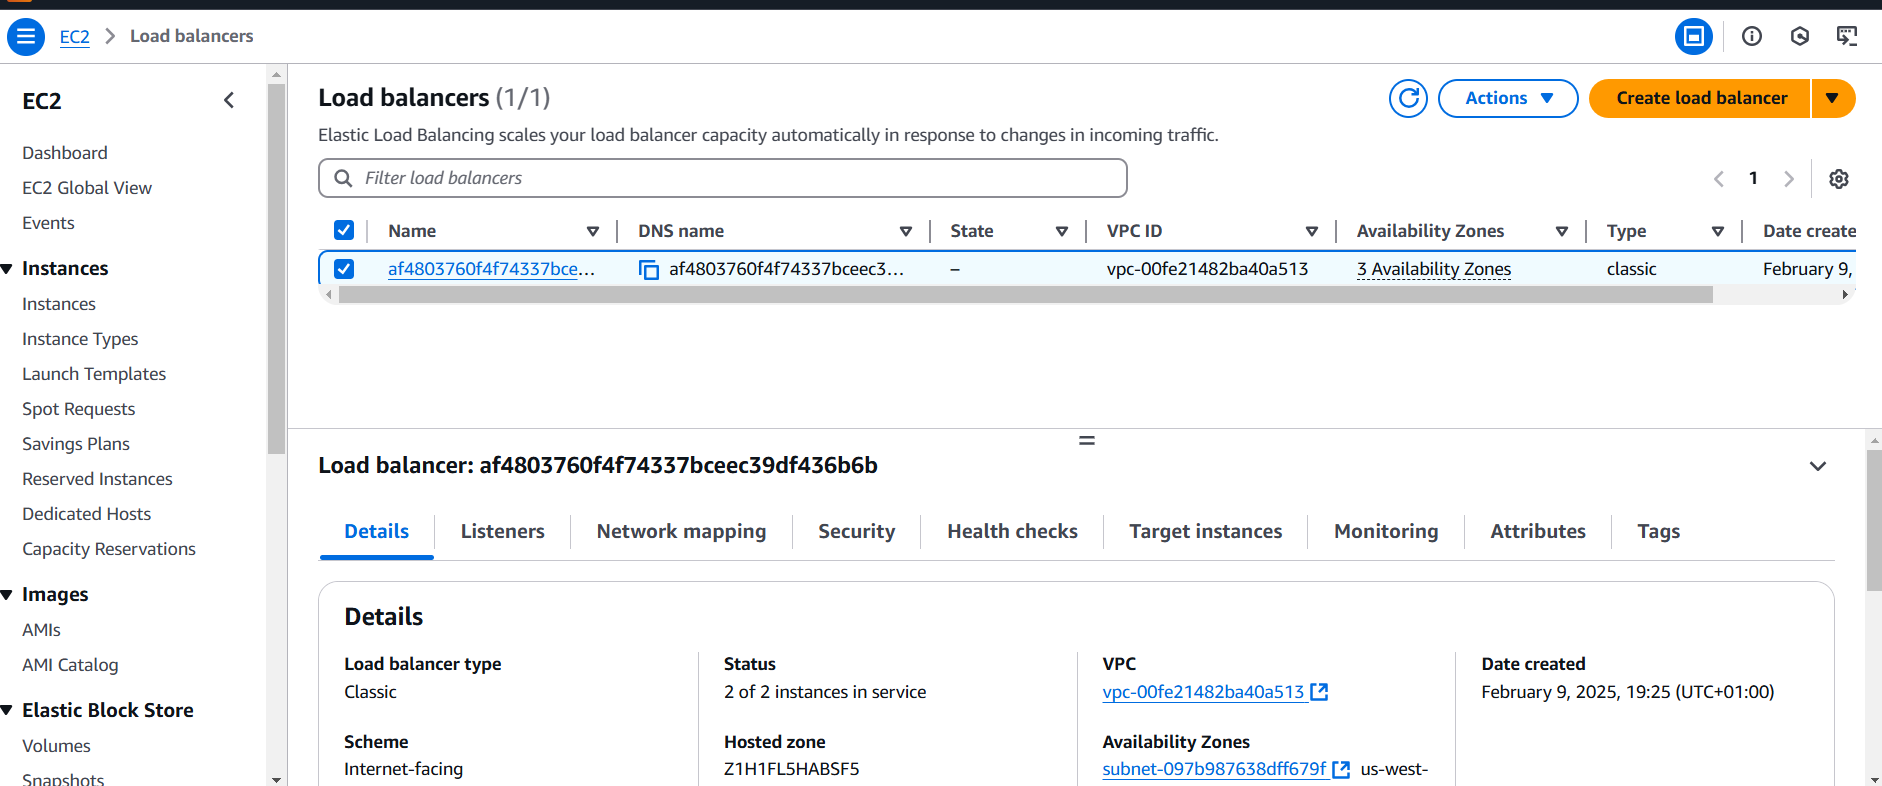 EC2 > Load balancers
EC2
Dashboard
EC2 Global View
Events
Instances
Instances
Instance Types
Launch Templates
Spot Requests
Savings Plans
Reserved Instances
Dedicated Hosts
Capacity Reservations
Images
AMIs
AMI Catalog
Elastic Block Store
Volumes
Snapshots
Load balancers (1/1)
Actions
Create load balancer
Elastic Load Balancing scales your load balancer capacity automatically in response to changes in incoming traffic.
Filter load balancers
1
Name DNS name State VPC ID Availability Zones Type Date create
af4803760f4f74337bce... af4803760f4f74337bceec3... – vpc-00fe21482ba40a513 3 Availability Zones classic February 9,
Load balancer: af4803760f4f74337bceec39df436b6b
Details Listeners Network mapping Security Health checks Target instances Monitoring Attributes Tags
Details
Load balancer type
Classic
Status
2 of 2 instances in service
VPC
vpc-00fe21482ba40a513
Date created
February 9, 2025, 19:25 (UTC+01:00)
Scheme
Internet-facing
Hosted zone
Z1H1FL5HABSF5
Availability Zones
subnet-097b987638dff679f us-west-